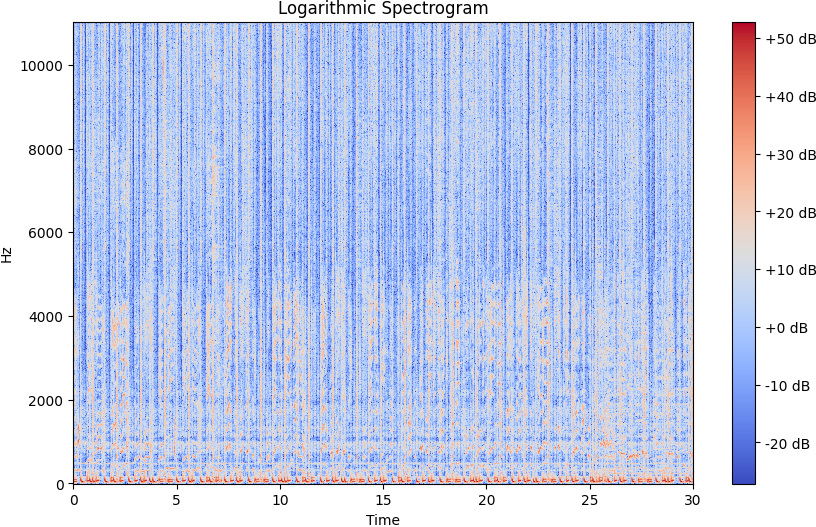 Logarithmic Spectrogram
Hz
10000
8000
6000
4000
2000
0
0 5 10 15 20 25 30
Time
+50 dB
+40 dB
+30 dB
+20 dB
+10 dB
+0 dB
-10 dB
-20 dB